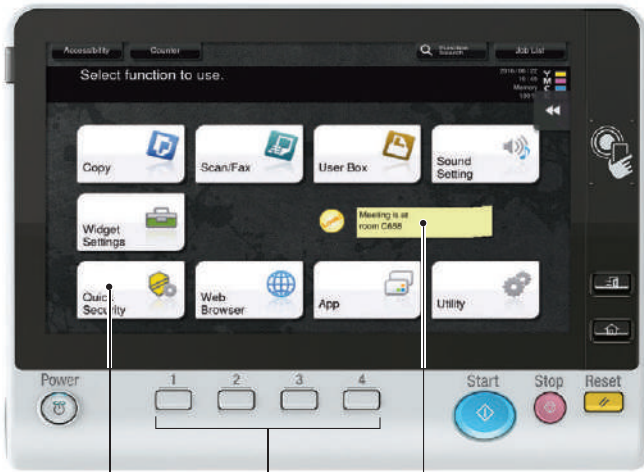 Accessibility Counter Function Search Job List
Select function to use.
Y
M
C
Memory
Copy Scan/Fax User Box Sound Setting
Widget Settings
Meeting is at
room C658
Quick Security Web Browser App Utility
Power 1 2 3 4 Start Stop Reset